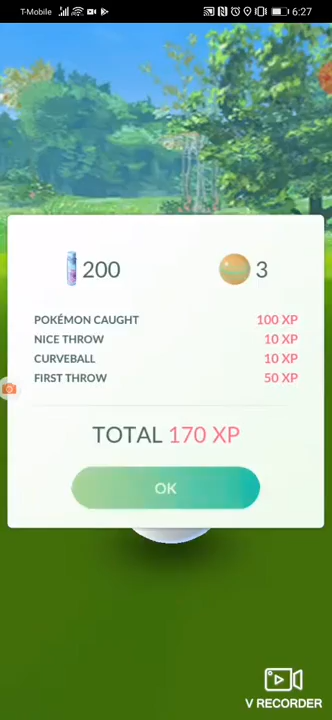 T-Mobile 6:27
200 3
POKÉMON CAUGHT 100 XP
NICE THROW 10 XP
CURVEBALL 10 XP
FIRST THROW 50 XP
TOTAL 170 XP
OK
V RECORDER